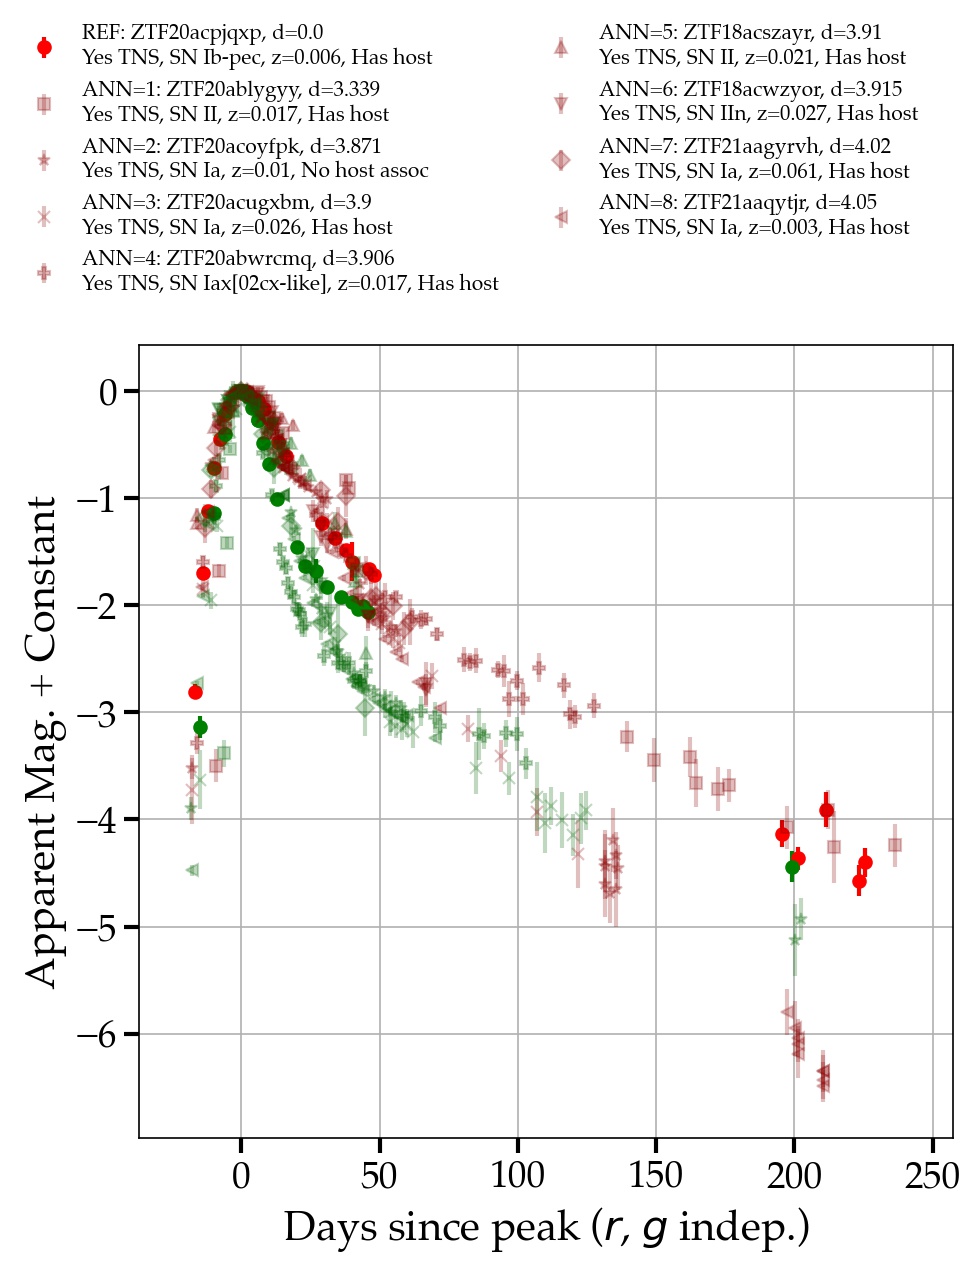 REF: ZTF20acpjqxp, d=0.0
Yes TNS, SN Ib-pec, z=0.006, Has host
ANN=1: ZTF20ablygyy, d=3.339
Yes TNS, SN II, z=0.017, Has host
ANN=2: ZTF20acoyfpk, d=3.871
Yes TNS, SN Ia, z=0.01, No host assoc
ANN=3: ZTF20acugxbm, d=3.9
Yes TNS, SN Ia, z=0.026, Has host
ANN=4: ZTF20abwrcmq, d=3.906
Yes TNS, SN Iax[02cx-like], z=0.017, Has host
ANN=5: ZTF18acszayr, d=3.91
Yes TNS, SN II, z=0.021, Has host
ANN=6: ZTF18acwzyor, d=3.915
Yes TNS, SN IIn, z=0.027, Has host
ANN=7: ZTF21aagyrvh, d=4.02
Yes TNS, SN Ia, z=0.061, Has host
ANN=8: ZTF21aaqytjr, d=4.05
Yes TNS, SN Ia, z=0.003, Has host
Apparent Mag. + Constant
0
−1
−2
−3
−4
−5
−6
0 50 100 150 200 250
Days since peak (r, g indep.)